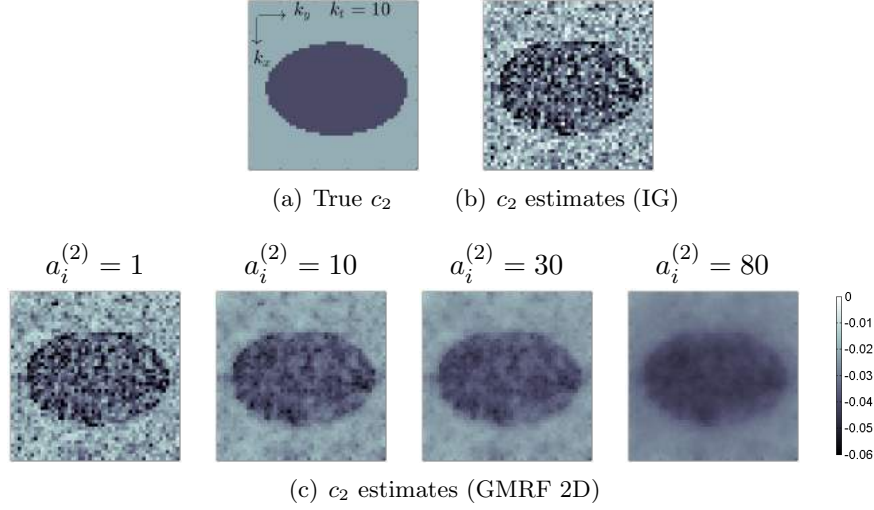 k_y k_t = 10
k_x
(a) True c_2
(b) c_2 estimates (IG)
a_i^{(2)} = 1
a_i^{(2)} = 10
a_i^{(2)} = 30
a_i^{(2)} = 80
0
-0.01
-0.02
-0.03
-0.04
-0.05
-0.06
(c) c_2 estimates (GMRF 2D)